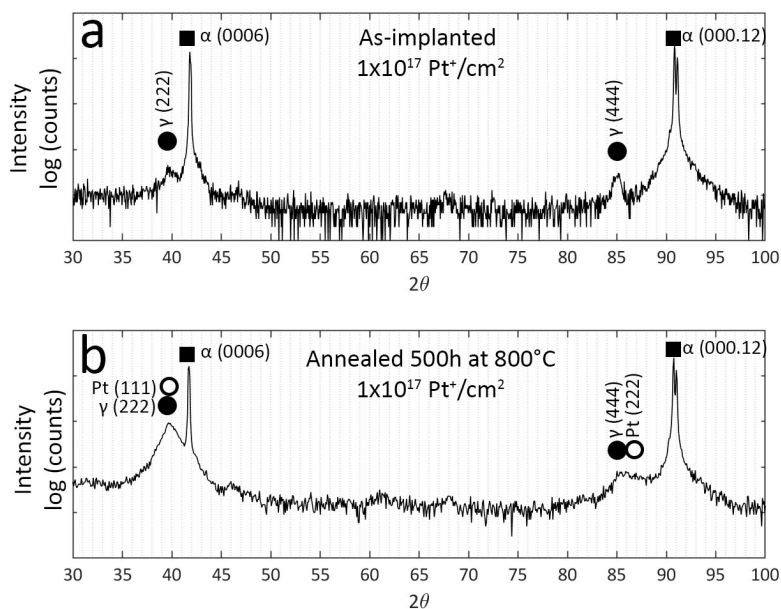 a
■ α (0006)
As-implanted
1x10¹⁷ Pt⁺/cm²
■ α (000.12)
γ (222)
γ (444)
Intensity
log (counts)
30 35 40 45 50 55 60 65 70 75 80 85 90 95 100
2θ
b
■ α (0006)
Annealed 500h at 800°C
1x10¹⁷ Pt⁺/cm²
■ α (000.12)
Pt (111)
γ (222)
γ (444)
Pt (222)
Intensity
log (counts)
30 35 40 45 50 55 60 65 70 75 80 85 90 95 100
2θ